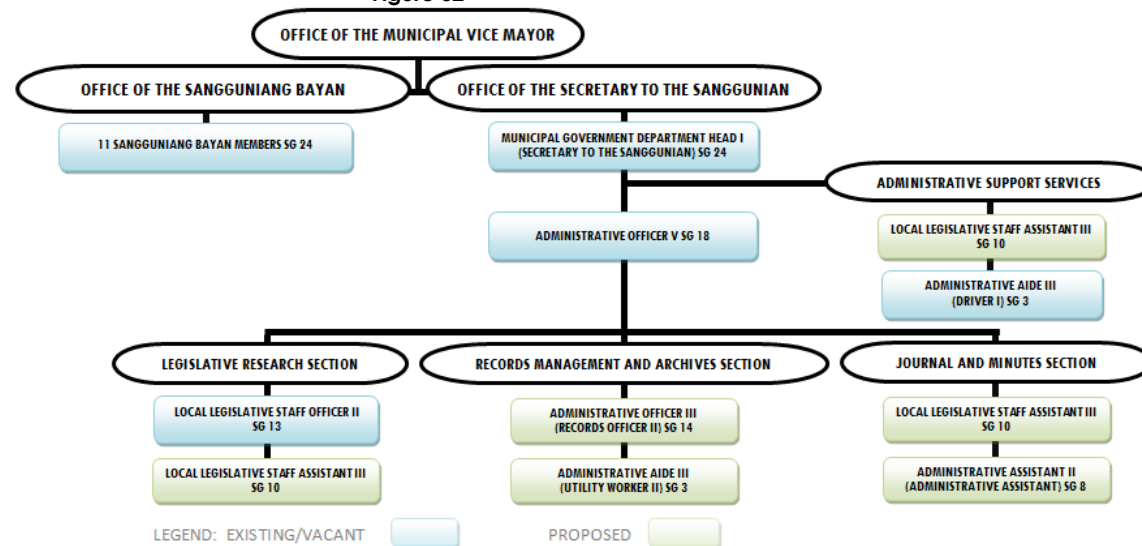 OFFICE OF THE MUNICIPAL VICE MAYOR
OFFICE OF THE SANGGUNIANG BAYAN
OFFICE OF THE SECRETARY TO THE SANGGUNIAN
11 SANGGUNIANG BAYAN MEMBERS SG 24
MUNICIPAL GOVERNMENT DEPARTMENT HEAD I
(SECRETARY TO THE SANGGUNIAN) SG 24
ADMINISTRATIVE SUPPORT SERVICES
LOCAL LEGISLATIVE STAFF ASSISTANT III
SG 10
ADMINISTRATIVE OFFICER V SG 18
ADMINISTRATIVE AIDE III
(DRIVER I) SG 3
LEGISLATIVE RESEARCH SECTION
RECORDS MANAGEMENT AND ARCHIVES SECTION
JOURNAL AND MINUTES SECTION
LOCAL LEGISLATIVE STAFF OFFICER II
SG 13
ADMINISTRATIVE OFFICER III
(RECORDS OFFICER II) SG 14
LOCAL LEGISLATIVE STAFF ASSISTANT III
SG 10
LOCAL LEGISLATIVE STAFF ASSISTANT III
SG 10
ADMINISTRATIVE AIDE III
(UTILITY WORKER II) SG 3
ADMINISTRATIVE ASSISTANT II
(ADMINISTRATIVE ASSISTANT) SG 8
LEGEND: EXISTING/VACANT
PROPOSED